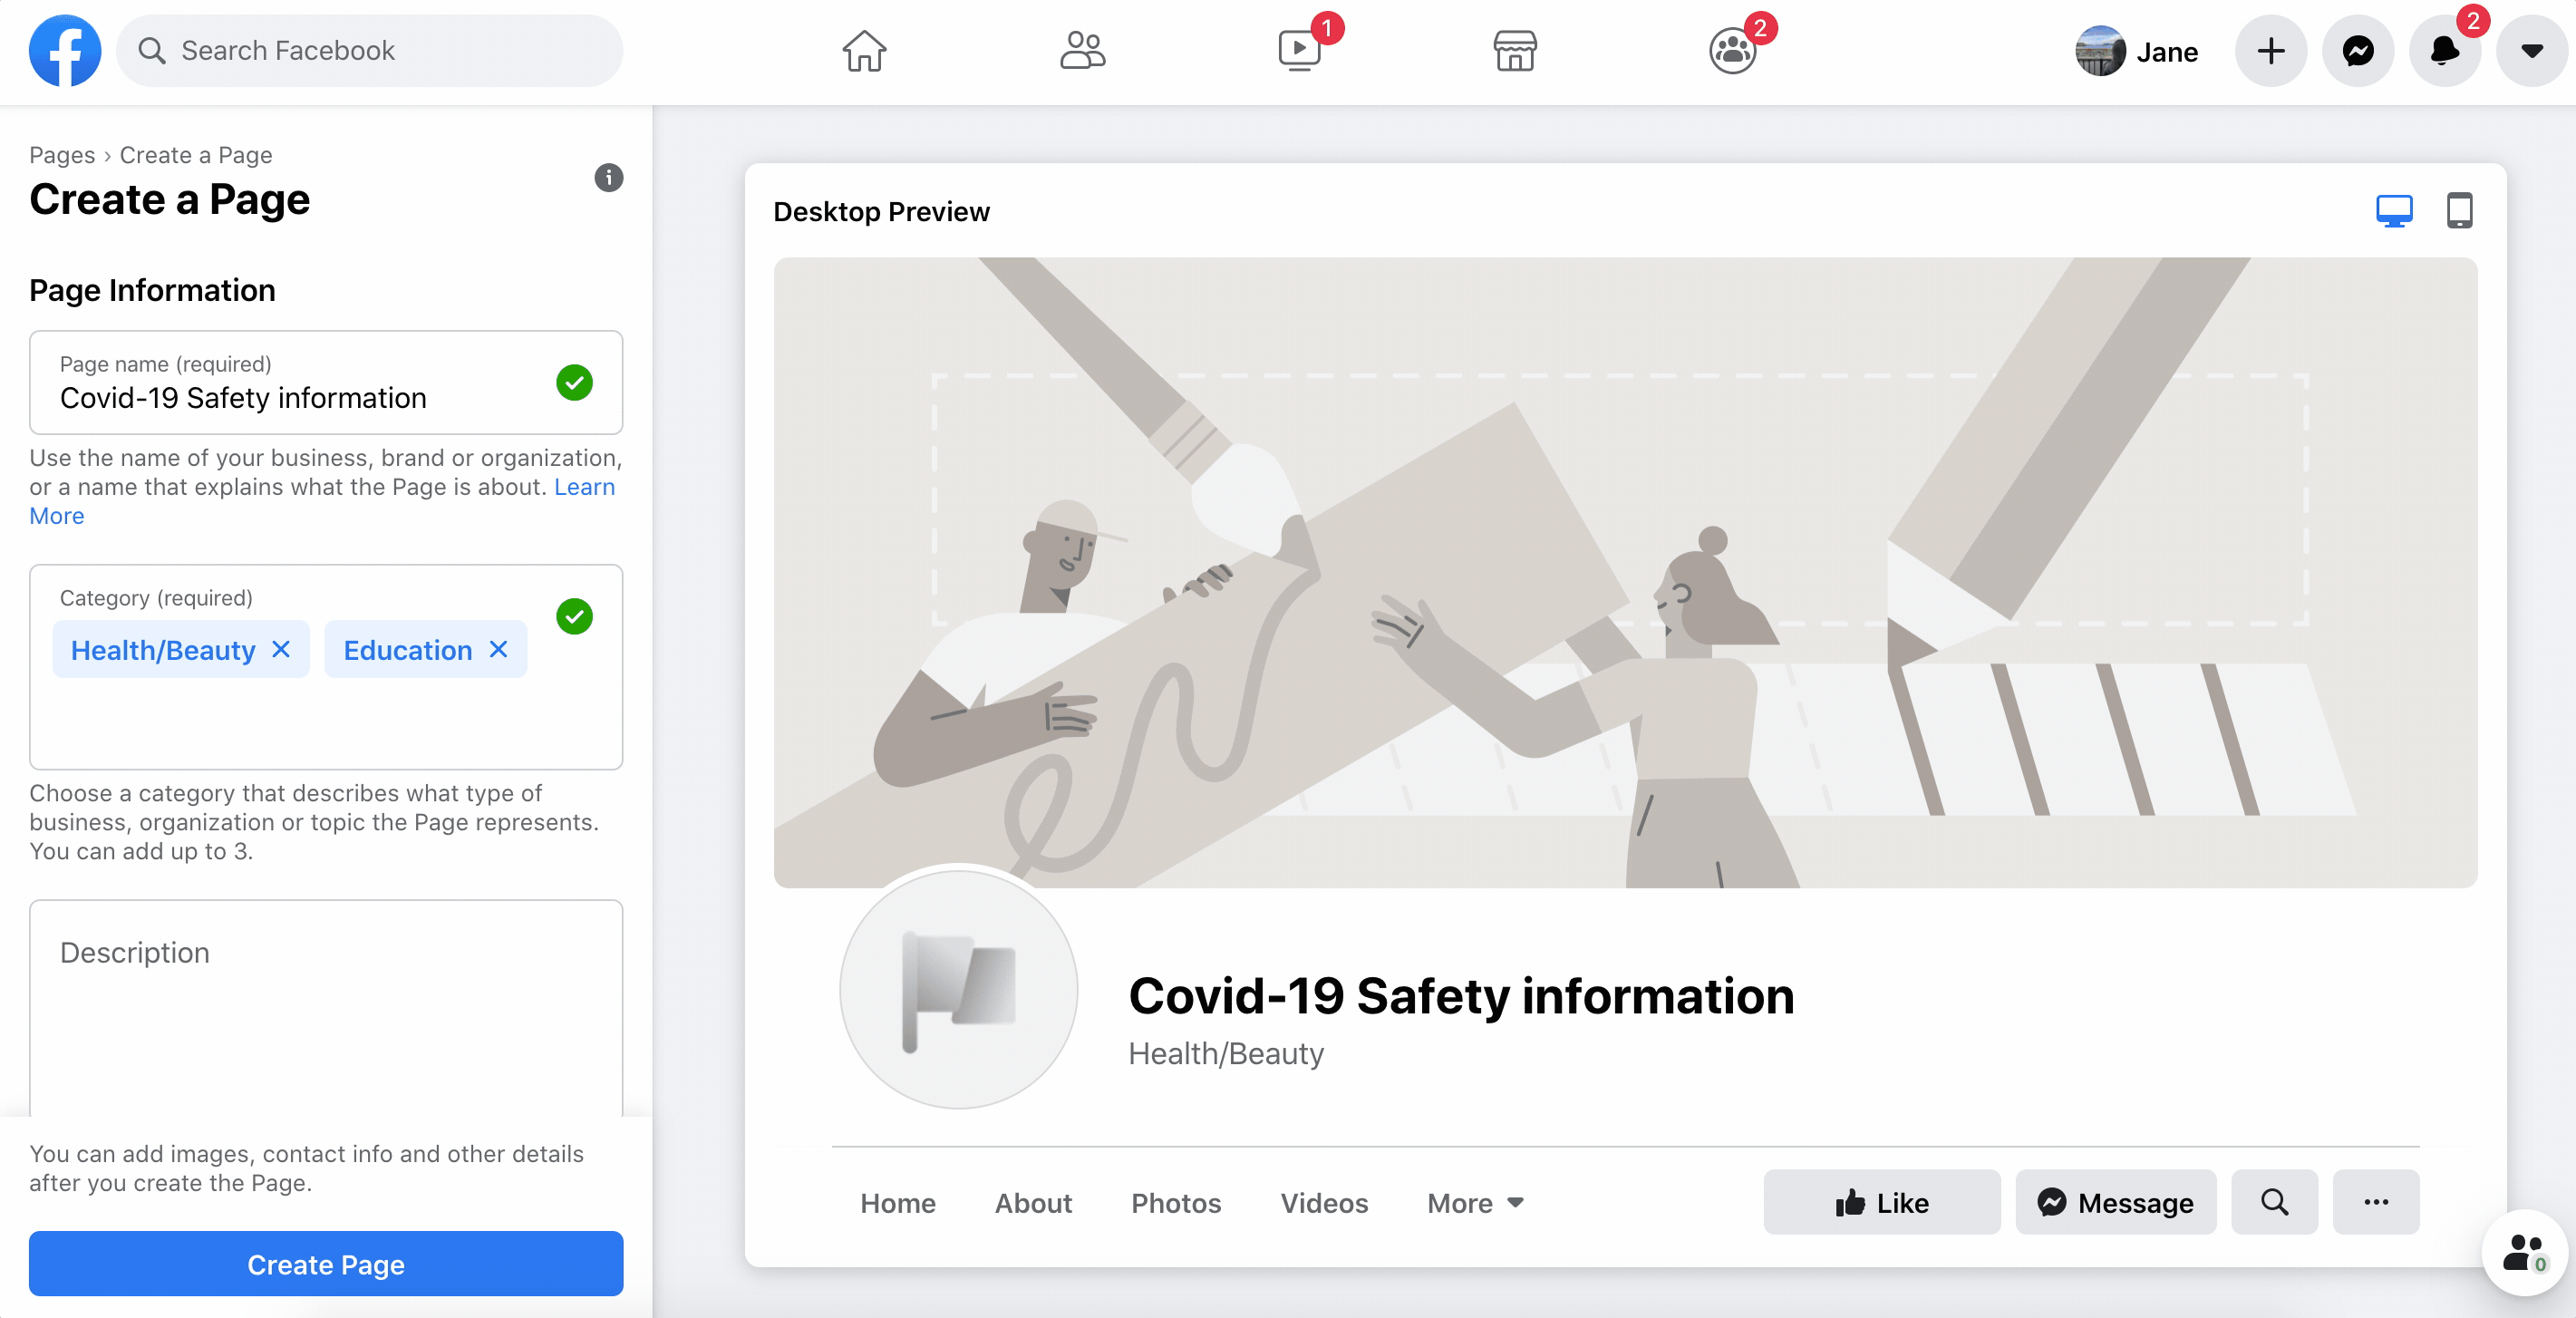 Search Facebook
1
2
Jane
2
Pages › Create a Page
Create a Page
Page Information
Page name (required)
Covid-19 Safety information
Use the name of your business, brand or organization,
or a name that explains what the Page is about. Learn
More
Category (required)
Health/Beauty
Education
Choose a category that describes what type of
business, organization or topic the Page represents.
You can add up to 3.
Description
You can add images, contact info and other details
after you create the Page.
Create Page
Desktop Preview
Covid-19 Safety information
Health/Beauty
Home About Photos Videos More
Like Message
0